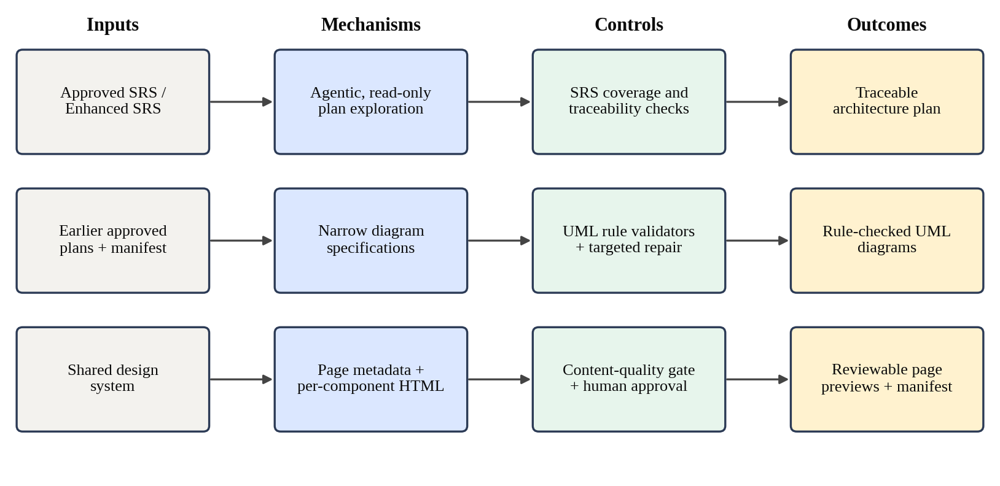 Inputs
Mechanisms
Controls
Outcomes
Approved SRS /
Enhanced SRS
Agentic, read-only
plan exploration
SRS coverage and
traceability checks
Traceable
architecture plan
Earlier approved
plans + manifest
Narrow diagram
specifications
UML rule validators
+ targeted repair
Rule-checked UML
diagrams
Shared design
system
Page metadata +
per-component HTML
Content-quality gate
+ human approval
Reviewable page
previews + manifest